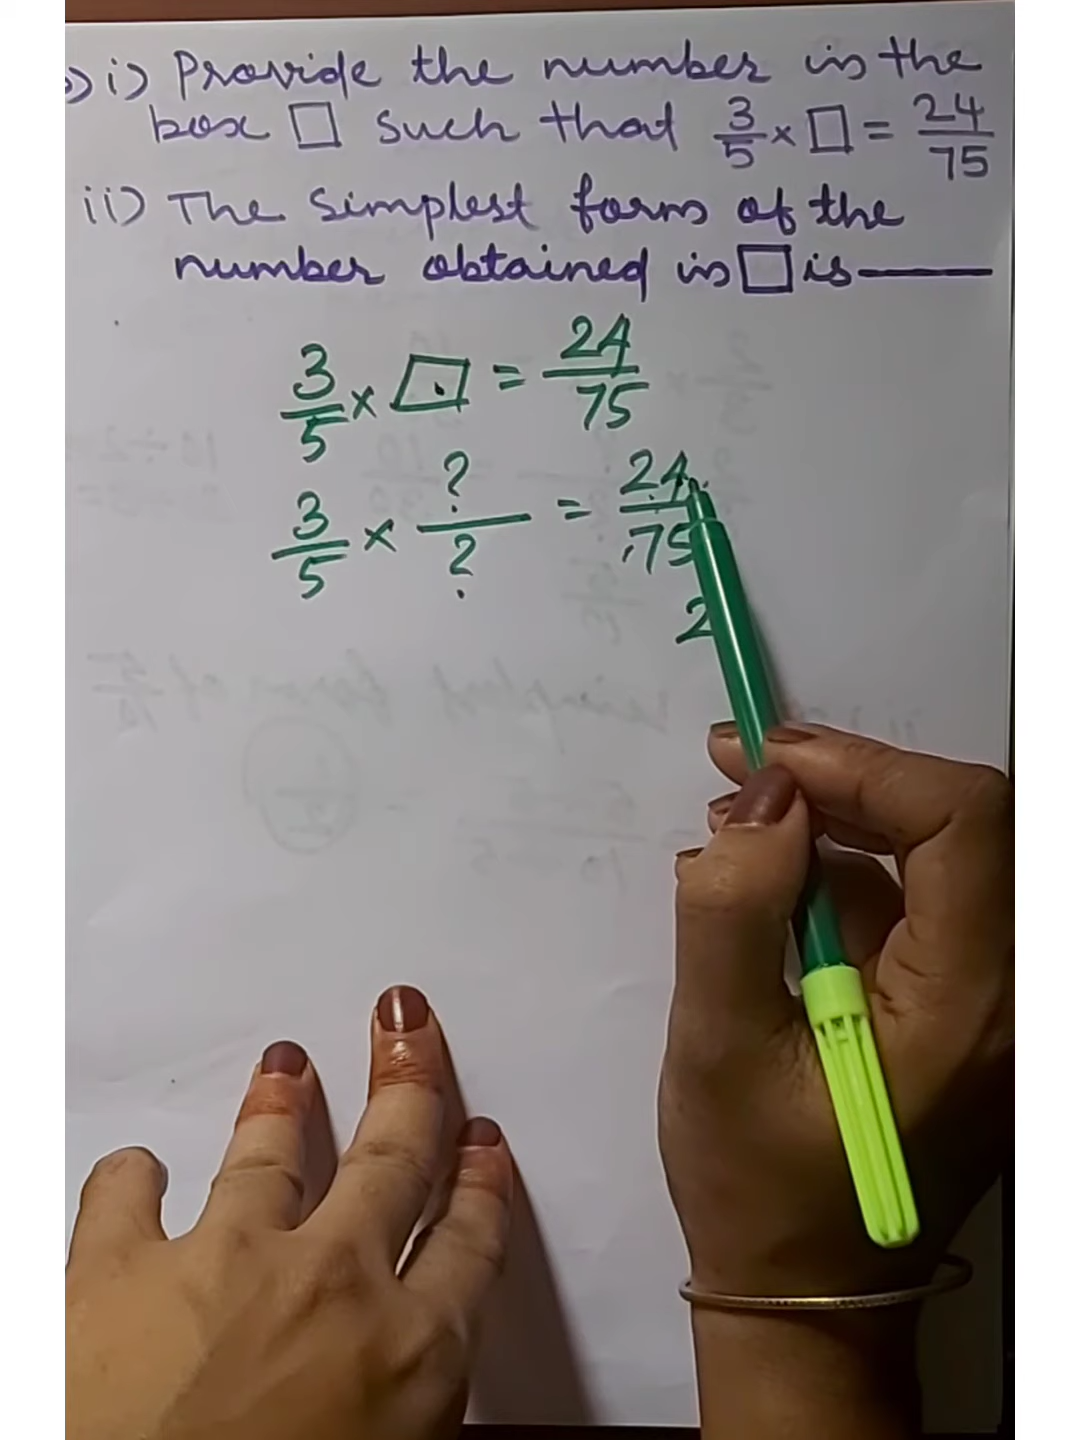 i) Provide the number in the
box □ such that 3/5 × □ = 24/75
ii) The simplest form of the
number obtained in □ is ———
3/5 × □ = 24/75
3/5 × ?/? = 24/75
2